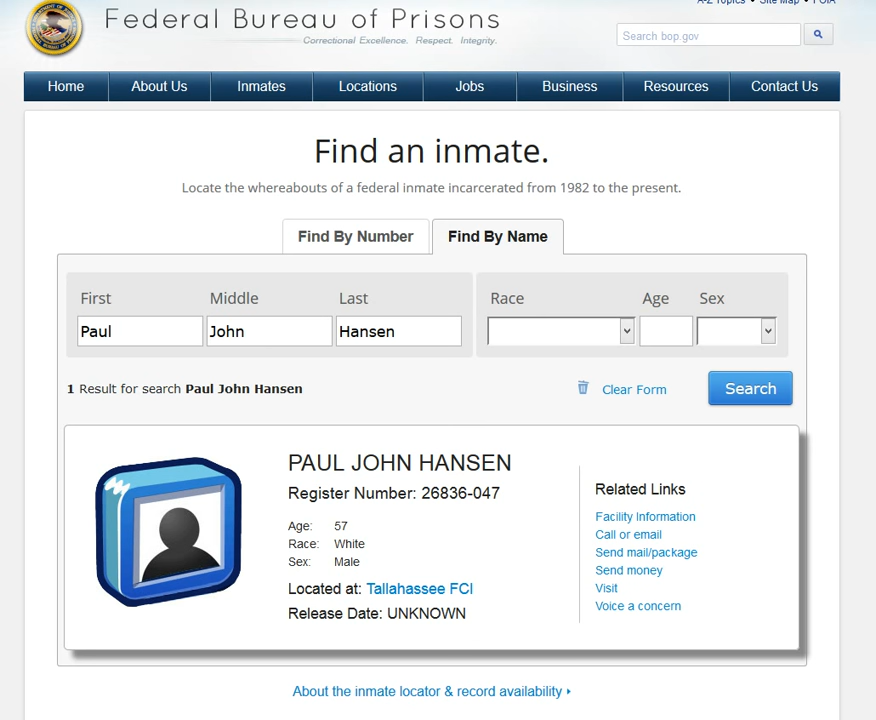 A-Z Topics • Site Map • FOIA
Federal Bureau of Prisons
Correctional Excellence. Respect. Integrity.
Search bop.gov
Home About Us Inmates Locations Jobs Business Resources Contact Us
Find an inmate.
Locate the whereabouts of a federal inmate incarcerated from 1982 to the present.
Find By Number Find By Name
First Middle Last Race Age Sex
Paul John Hansen
1 Result for search Paul John Hansen
Clear Form Search
PAUL JOHN HANSEN
Register Number: 26836-047
Age: 57
Race: White
Sex: Male
Located at: Tallahassee FCI
Release Date: UNKNOWN
Related Links
Facility Information
Call or email
Send mail/package
Send money
Visit
Voice a concern
About the inmate locator & record availability